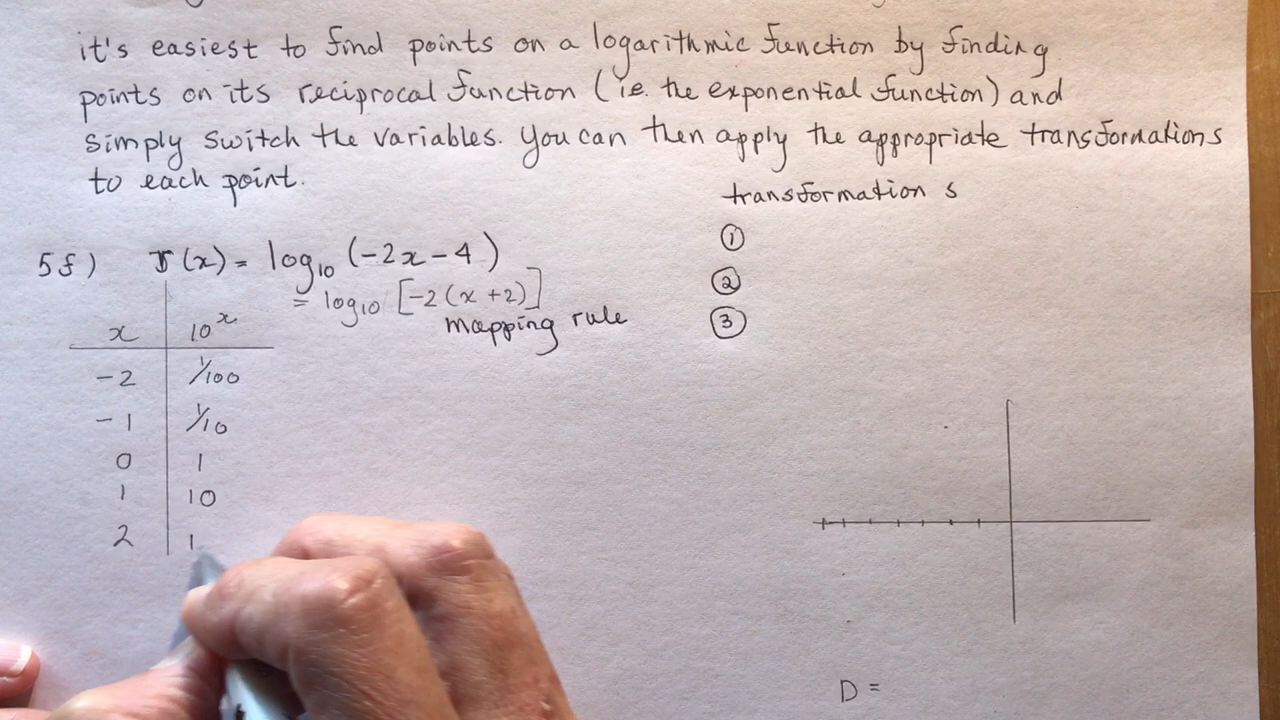 it's easiest to find points on a logarithmic function by finding
points on its reciprocal function (ie. the exponential function) and
simply switch the variables. You can then apply the appropriate transformations
to each point.
transformation s
①
②
③
5f) f(x) = log₁₀ (-2x-4)
= log₁₀ [-2(x+2)]
mapping rule
x 10ˣ
-2 1/100
-1 1/10
0 1
1 10
2 1
D =